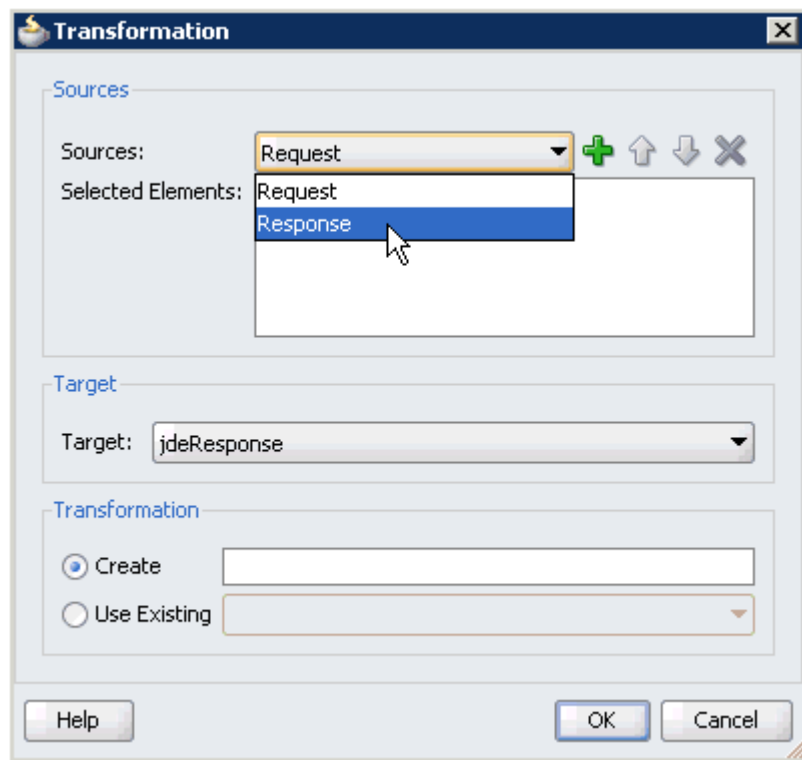 Transformation
Sources
Sources:
Request
Selected Elements:
Request
Response
Target
Target:
jdeResponse
Transformation
Create
Use Existing
Help
OK
Cancel